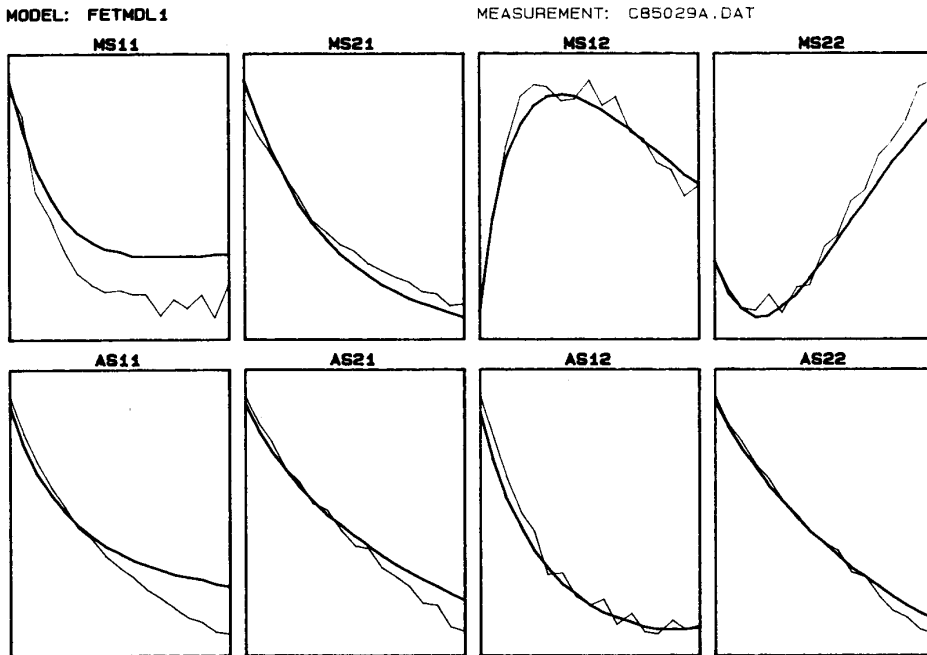 MODEL: FETMDL1 MEASUREMENT: C85029A.DAT
MS11 MS21 MS12 MS22
AS11 AS21 AS12 AS22